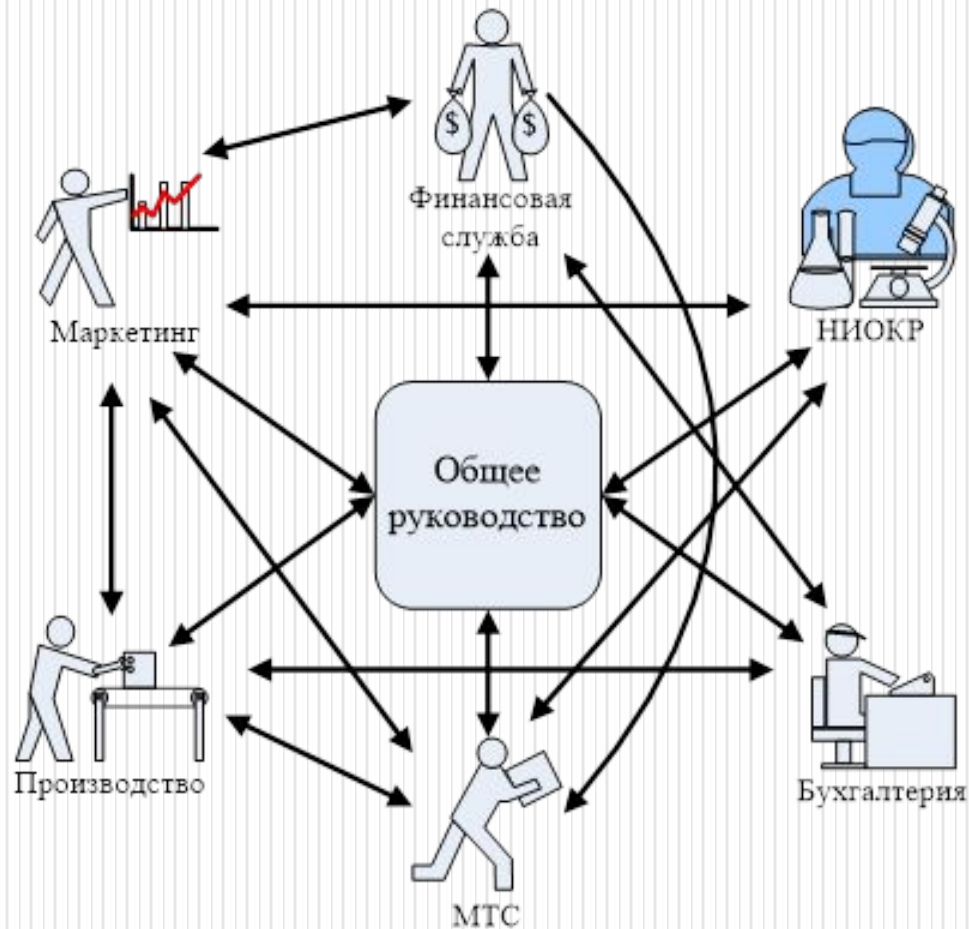 $ $
Финансовая
служба
Маркетинг
НИОКР
Общее
руководство
Производство
Бухгалтерия
МТС